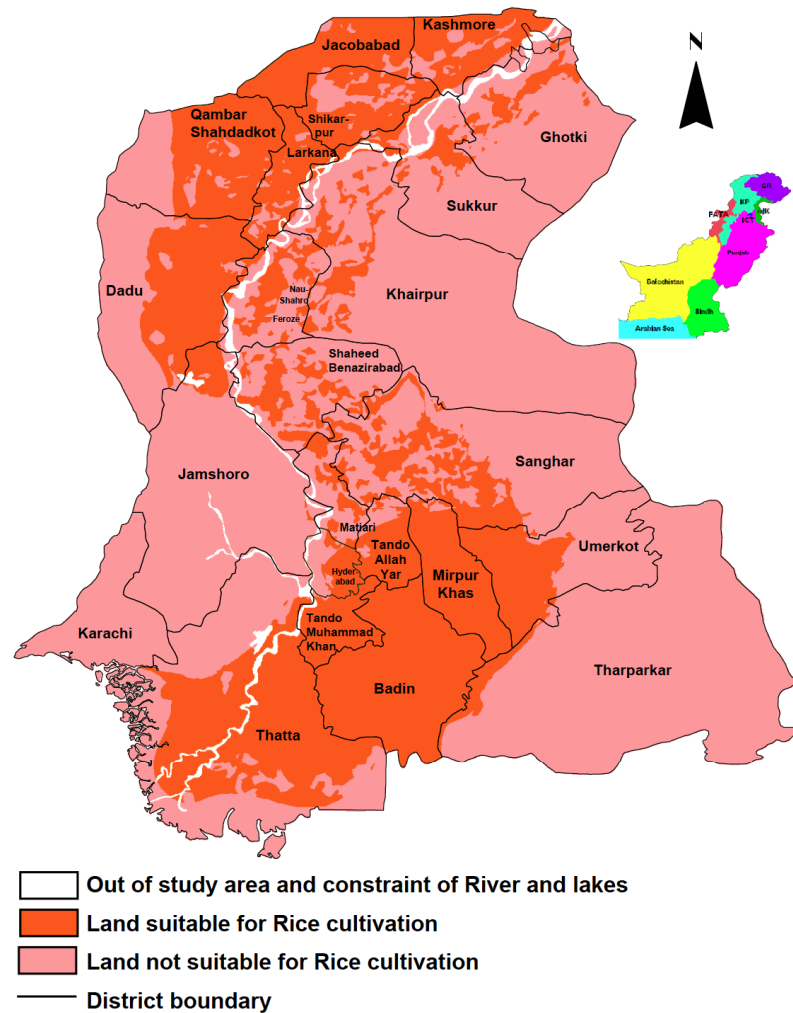 Kashmore
Jacobabad
N
Qambar
Shahdadkot
Shikar-
pur
Ghotki
Larkana
Sukkur
GB
KP
FATA
ICT
Punjab
Dadu
Nau-
Shahro
Feroze
Khairpur
Balochistan
Sindh
Arabian Sea
Shaheed
Benazirabad
Sanghar
Jamshoro
Matiari
Umerkot
Tando
Allah
Yar
Hyder
abad
Mirpur
Khas
Karachi
Tando
Muhammad
Khan
Tharparkar
Badin
Thatta
Out of study area and constraint of River and lakes
Land suitable for Rice cultivation
Land not suitable for Rice cultivation
District boundary